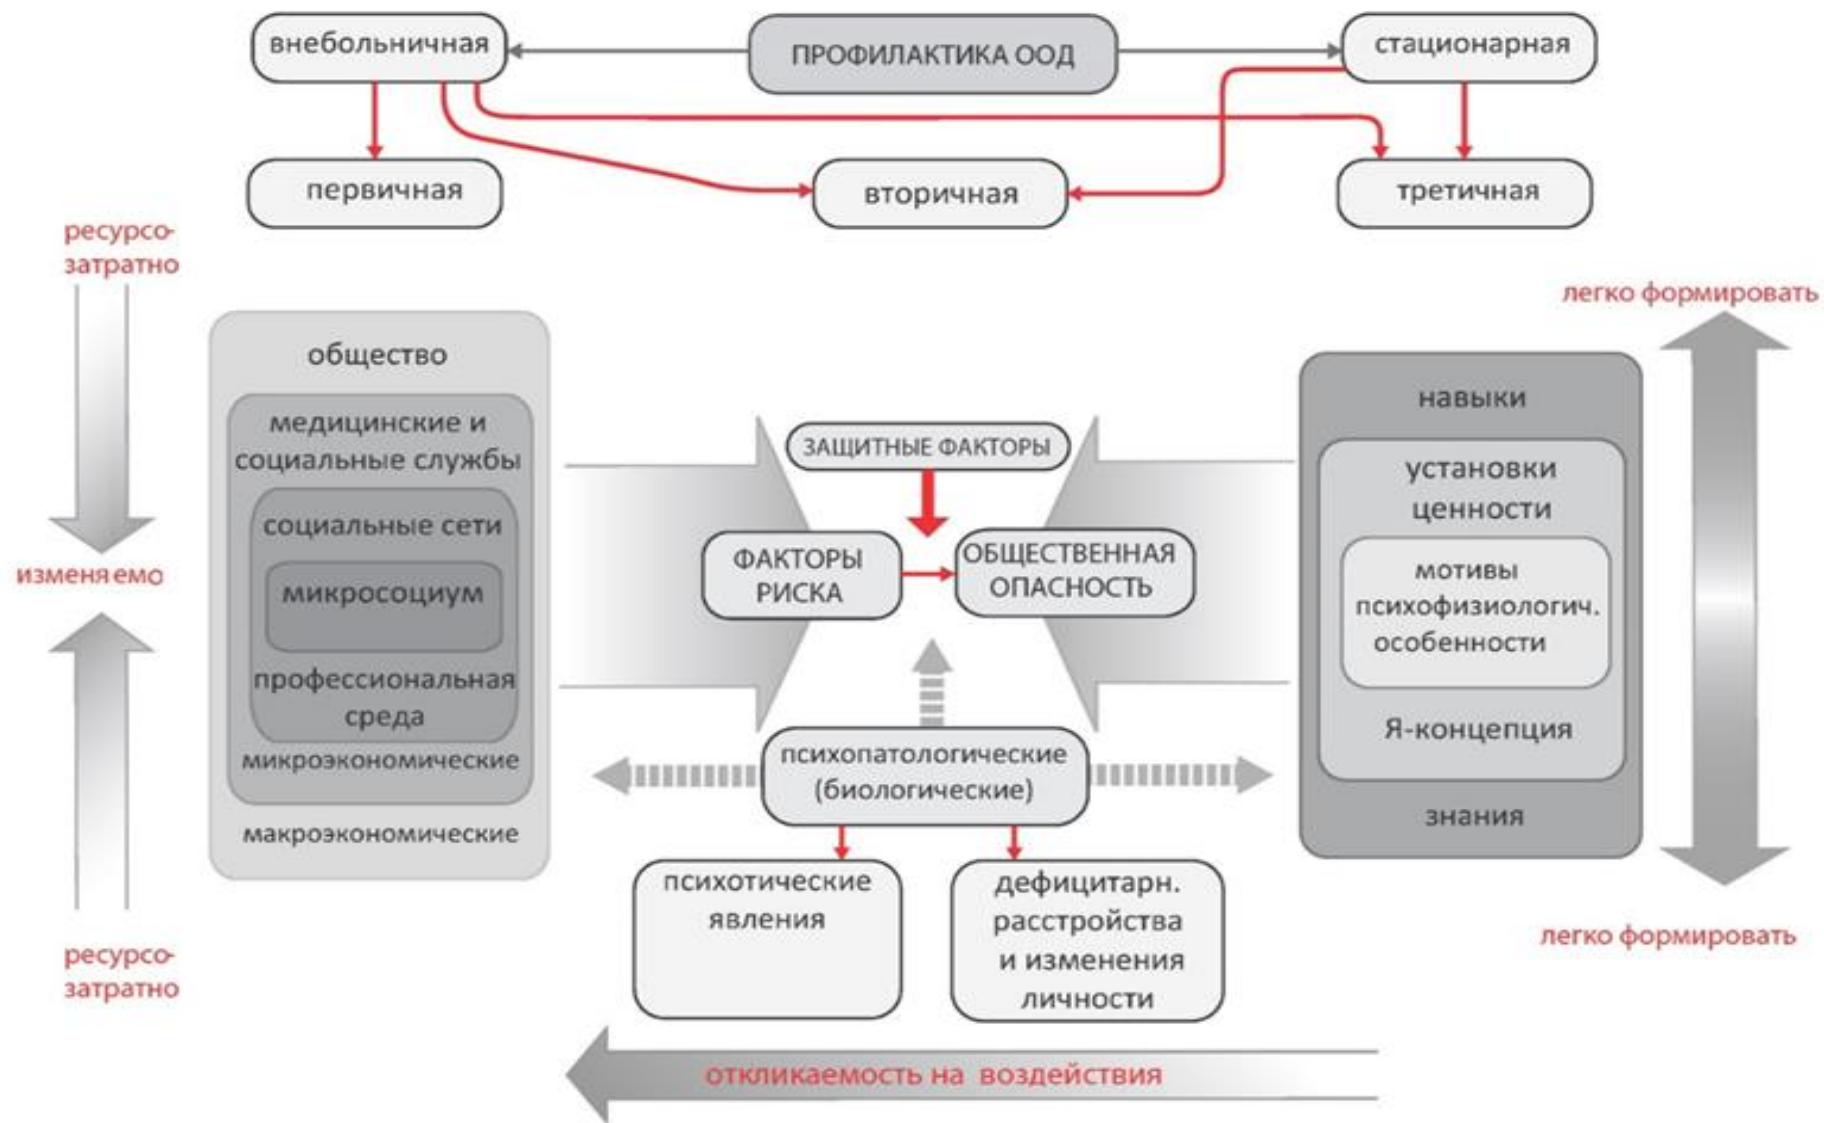 внебольничная
ПРОФИЛАКТИКА ООД
стационарная
первичная
вторичная
третичная
ресурсо-
затратно
изменяемо
ресурсо-
затратно
общество
медицинские и
социальные службы
социальные сети
микросоциум
профессиональная
среда
микроэкономические
макроэкономические
ЗАЩИТНЫЕ ФАКТОРЫ
ФАКТОРЫ
РИСКА
ОБЩЕСТВЕННАЯ
ОПАСНОСТЬ
психопатологические
(биологические)
психотические
явления
дефицитарн.
расстройства
и изменения
личности
легко формировать
навыки
установки
ценности
мотивы
психофизиологич.
особенности
Я-концепция
знания
легко формировать
откликаемость на воздействия